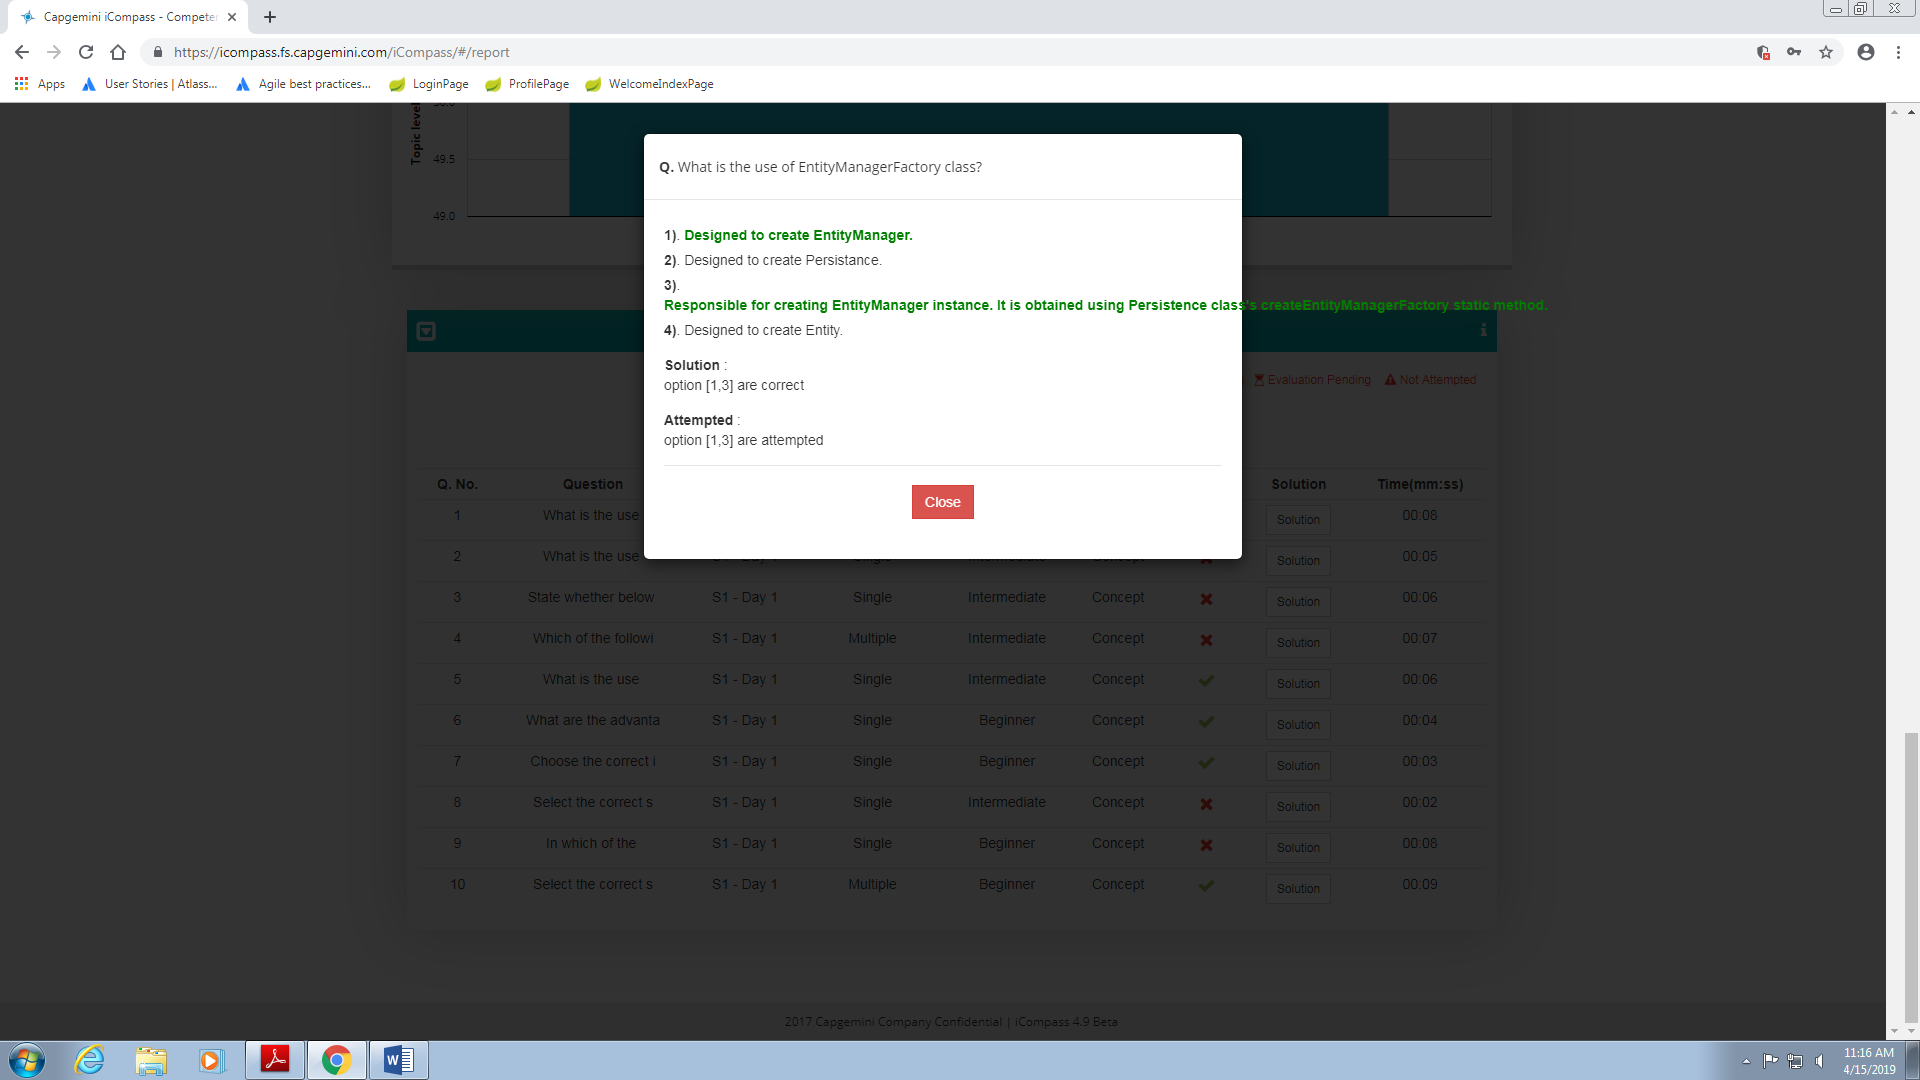 Capgemini iCompass - Competen
https://icompass.fs.capgemini.com/iCompass/#/report
Apps
User Stories | Atlass...
Agile best practices...
LoginPage
ProfilePage
WelcomeIndexPage
Topic level
49.5
49.0
Q. What is the use of EntityManagerFactory class?
1). Designed to create EntityManager.
2). Designed to create Persistance.
3).
Responsible for creating EntityManager instance. It is obtained using Persistence class's createEntityManagerFactory static method.
4). Designed to create Entity.
Solution :
option [1,3] are correct
Attempted :
option [1,3] are attempted
Close
Evaluation Pending Not Attempted
Q. No. Question Solution Time(mm:ss)
1 What is the use Solution 00:08
2 What is the use Solution 00:05
3 State whether below S1 - Day 1 Single Intermediate Concept Solution 00:06
4 Which of the followi S1 - Day 1 Multiple Intermediate Concept Solution 00:07
5 What is the use S1 - Day 1 Single Intermediate Concept Solution 00:06
6 What are the advanta S1 - Day 1 Single Beginner Concept Solution 00:04
7 Choose the correct i S1 - Day 1 Single Beginner Concept Solution 00:03
8 Select the correct s S1 - Day 1 Single Intermediate Concept Solution 00:02
9 In which of the S1 - Day 1 Single Beginner Concept Solution 00:08
10 Select the correct s S1 - Day 1 Multiple Beginner Concept Solution 00:09
2017 Capgemini Company Confidential | iCompass 4.9 Beta
11:16 AM
4/15/2019